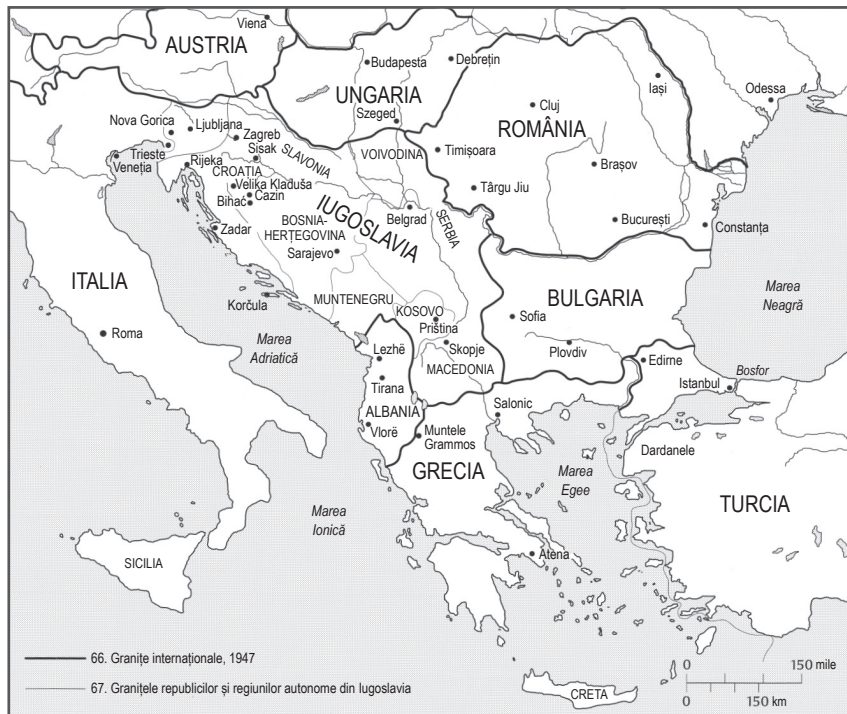 Viena
AUSTRIA
Budapesta
Debrețin
UNGARIA
Szeged
Iași
Odessa
Cluj
ROMÂNIA
Nova Gorica
Ljubljana
Zagreb
Sisak
Trieste
Veneția
Rijeka
SLAVONIA
VOIVODINA
Timișoara
Brașov
CROAȚIA
Velika Kladuša
Cazin
Bihać
Târgu Jiu
IUGOSLAVIA
Belgrad
SERBIA
București
Constanța
BOSNIA-
HERȚEGOVINA
Zadar
Sarajevo
ITALIA
Marea
Neagră
MUNTENEGRU
Korčula
KOSOVO
Priština
BULGARIA
Sofia
Roma
Marea
Adriatică
Skopje
Plovdiv
Lezhë
MACEDONIA
Edirne
Bosfor
Istanbul
Tirana
ALBANIA
Salonic
Vlorë
Muntele
Grammos
GRECIA
Dardanele
Marea
Egee
TURCIA
Marea
Ionică
SICILIA
Atena
66. Granițe internaționale, 1947
67. Granițele republicilor și regiunilor autonome din Iugoslavia
0 150 mile
0 150 km
CRETA